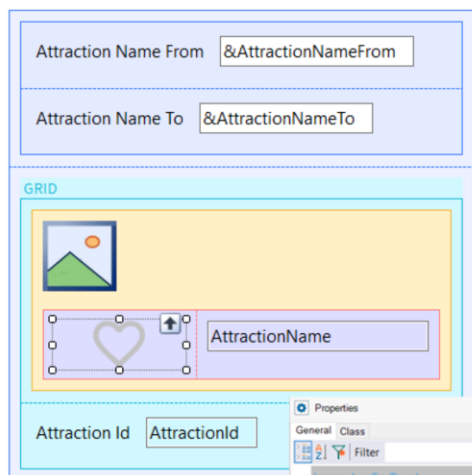 Attraction Name From &AttractionNameFrom
Attraction Name To &AttractionNameTo
GRID
AttractionName
Attraction Id AttractionId
Properties
General Class
Filter